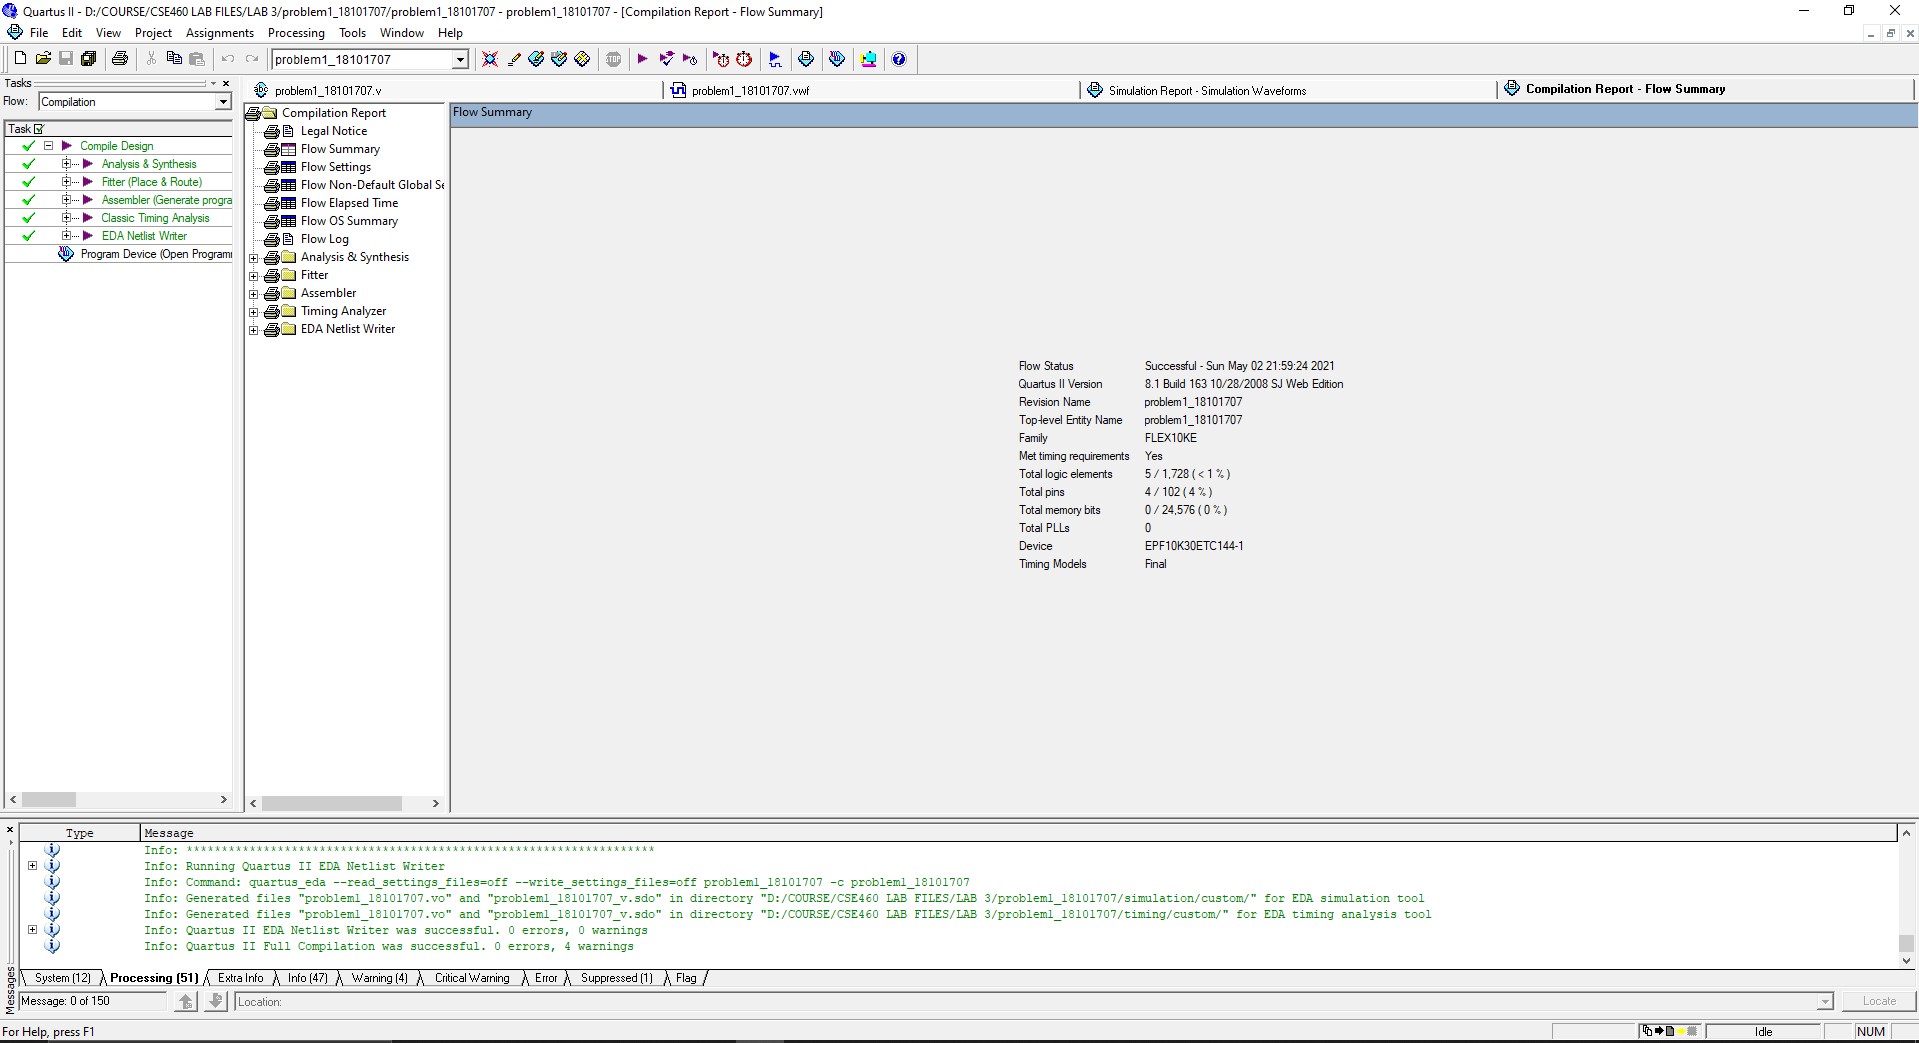 Quartus II - D:/COURSE/CSE460 LAB FILES/LAB 3/problem1_18101707/problem1_18101707 - problem1_18101707 - [Compilation Report - Flow Summary]
File Edit View Project Assignments Processing Tools Window Help
problem1_18101707
STOP
Tasks
Flow: Compilation
Task
Compile Design
Analysis & Synthesis
Fitter (Place & Route)
Assembler (Generate progra
Classic Timing Analysis
EDA Netlist Writer
Program Device (Open Program
problem1_18101707.v
problem1_18101707.vwf
Simulation Report - Simulation Waveforms
Compilation Report - Flow Summary
Compilation Report
Legal Notice
Flow Summary
Flow Settings
Flow Non-Default Global Se
Flow Elapsed Time
Flow OS Summary
Flow Log
Analysis & Synthesis
Fitter
Assembler
Timing Analyzer
EDA Netlist Writer
Flow Summary
Flow Status Successful - Sun May 02 21:59:24 2021
Quartus II Version 8.1 Build 163 10/28/2008 SJ Web Edition
Revision Name problem1_18101707
Top-level Entity Name problem1_18101707
Family FLEX10KE
Met timing requirements Yes
Total logic elements 5 / 1,728 ( < 1 % )
Total pins 4 / 102 ( 4 % )
Total memory bits 0 / 24,576 ( 0 % )
Total PLLs 0
Device EPF10K30ETC144-1
Timing Models Final
Type Message
Info: *******************************************************************
Info: Running Quartus II EDA Netlist Writer
Info: Command: quartus_eda --read_settings_files=off --write_settings_files=off problem1_18101707 -c problem1_18101707
Info: Generated files "problem1_18101707.vo" and "problem1_18101707_v.sdo" in directory "D:/COURSE/CSE460 LAB FILES/LAB 3/problem1_18101707/simulation/custom/" for EDA simulation tool
Info: Generated files "problem1_18101707.vo" and "problem1_18101707_v.sdo" in directory "D:/COURSE/CSE460 LAB FILES/LAB 3/problem1_18101707/timing/custom/" for EDA timing analysis tool
Info: Quartus II EDA Netlist Writer was successful. 0 errors, 0 warnings
Info: Quartus II Full Compilation was successful. 0 errors, 4 warnings
System (12) Processing (51) Extra Info Info (47) Warning (4) Critical Warning Error Suppressed (1) Flag
Messages
Message: 0 of 150
Location:
Locate
For Help, press F1
Idle
NUM